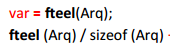 var = fteel(Arq);
fteel (Arq) / sizeof (Arq)